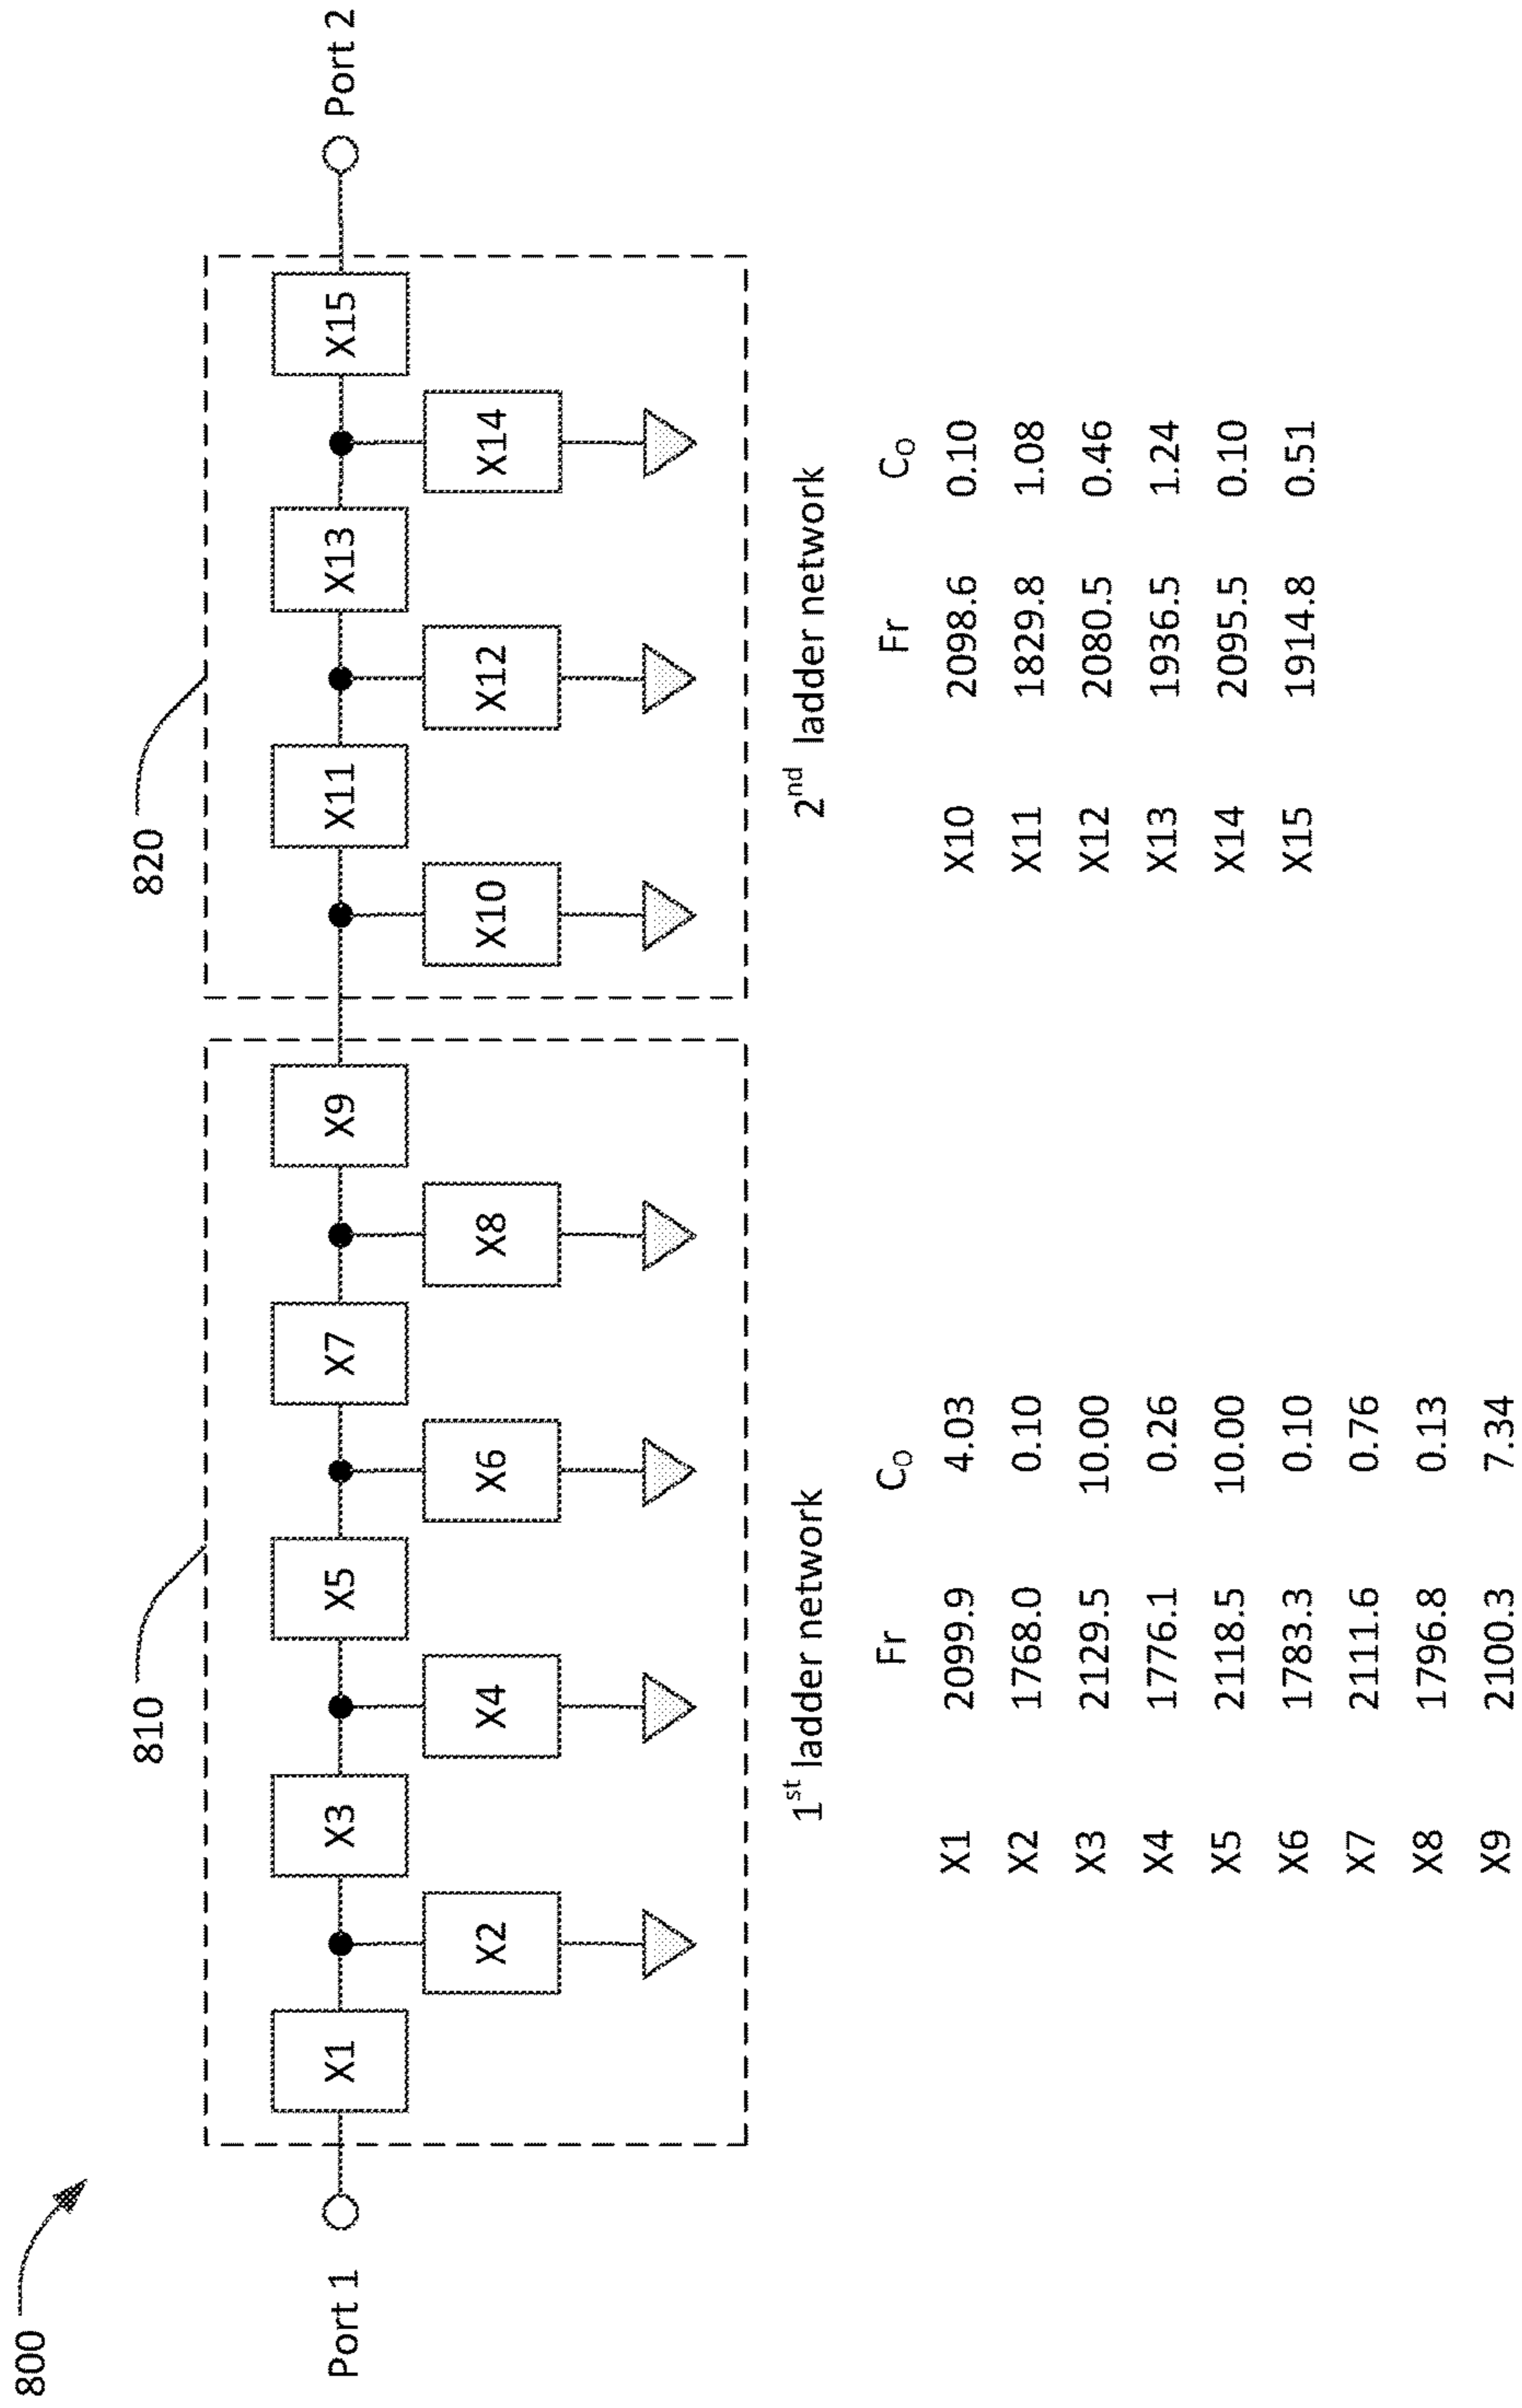 800
810
820
Port 1
X1
X3
X5
X7
X9
X11
X13
X15
Port 2
X2
X4
X6
X8
X10
X12
X14
1st ladder network
2nd ladder network
Fr CO
X1 2099.9 4.03
X2 1768.0 0.10
X3 2129.5 10.00
X4 1776.1 0.26
X5 2118.5 10.00
X6 1783.3 0.10
X7 2111.6 0.76
X8 1796.8 0.13
X9 2100.3 7.34
Fr CO
X10 2098.6 0.10
X11 1829.8 1.08
X12 2080.5 0.46
X13 1936.5 1.24
X14 2095.5 0.10
X15 1914.8 0.51